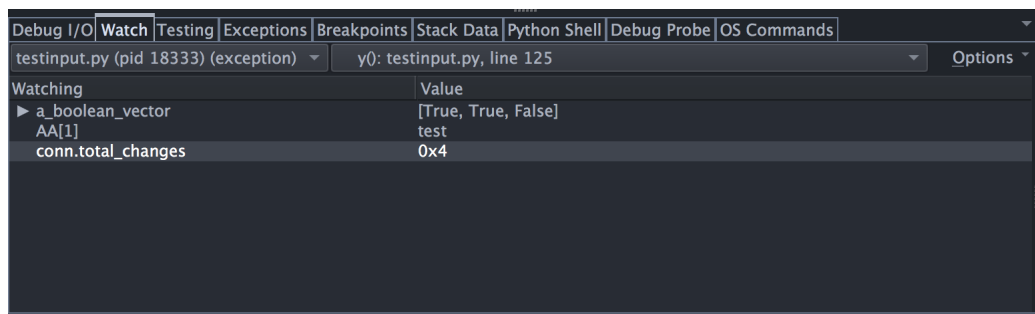 Debug I/O Watch Testing Exceptions Breakpoints Stack Data Python Shell Debug Probe OS Commands
testinput.py (pid 18333) (exception) y(): testinput.py, line 125 Options
Watching Value
a_boolean_vector [True, True, False]
AA[1] test
conn.total_changes 0x4